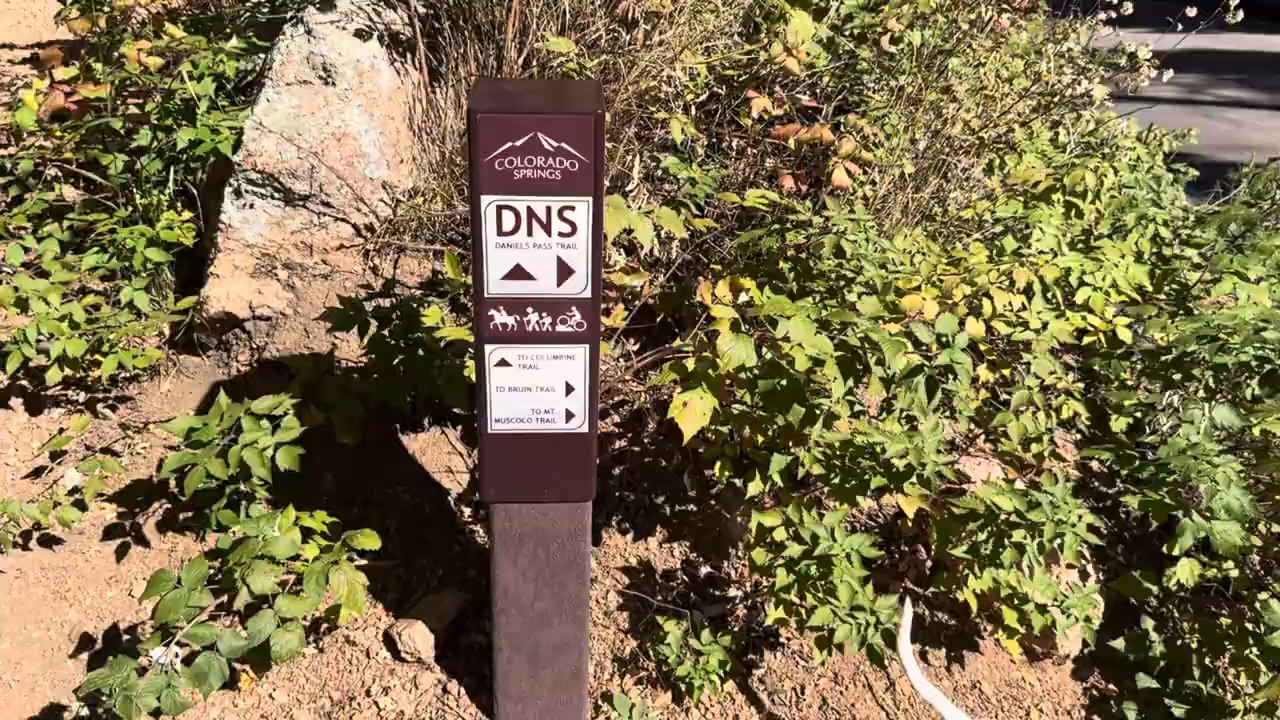 COLORADO
SPRINGS
DNS
DANIELS PASS TRAIL
TO COLUMBINE
TRAIL
TO BRUIN TRAIL
TO MT.
MUSCOCO TRAIL